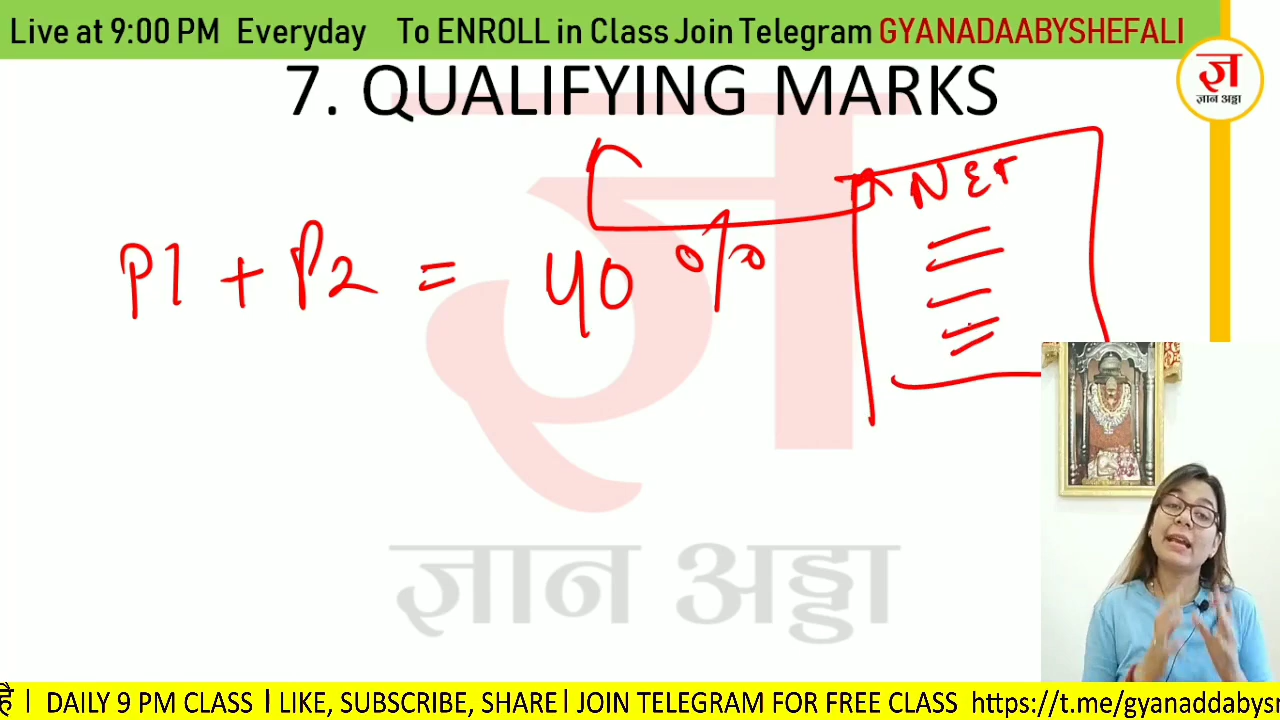 Live at 9:00 PM Everyday To ENROLL in Class Join Telegram GYANADAABYSHEFALI
ज्ञ
ज्ञान अड्डा
7. QUALIFYING MARKS
NET
P1 + P2 = 40 %
ज्ञ
ज्ञान अड्डा
है । DAILY 9 PM CLASS । LIKE, SUBSCRIBE, SHARE। JOIN TELEGRAM FOR FREE CLASS https://t.me/gyanaddabys